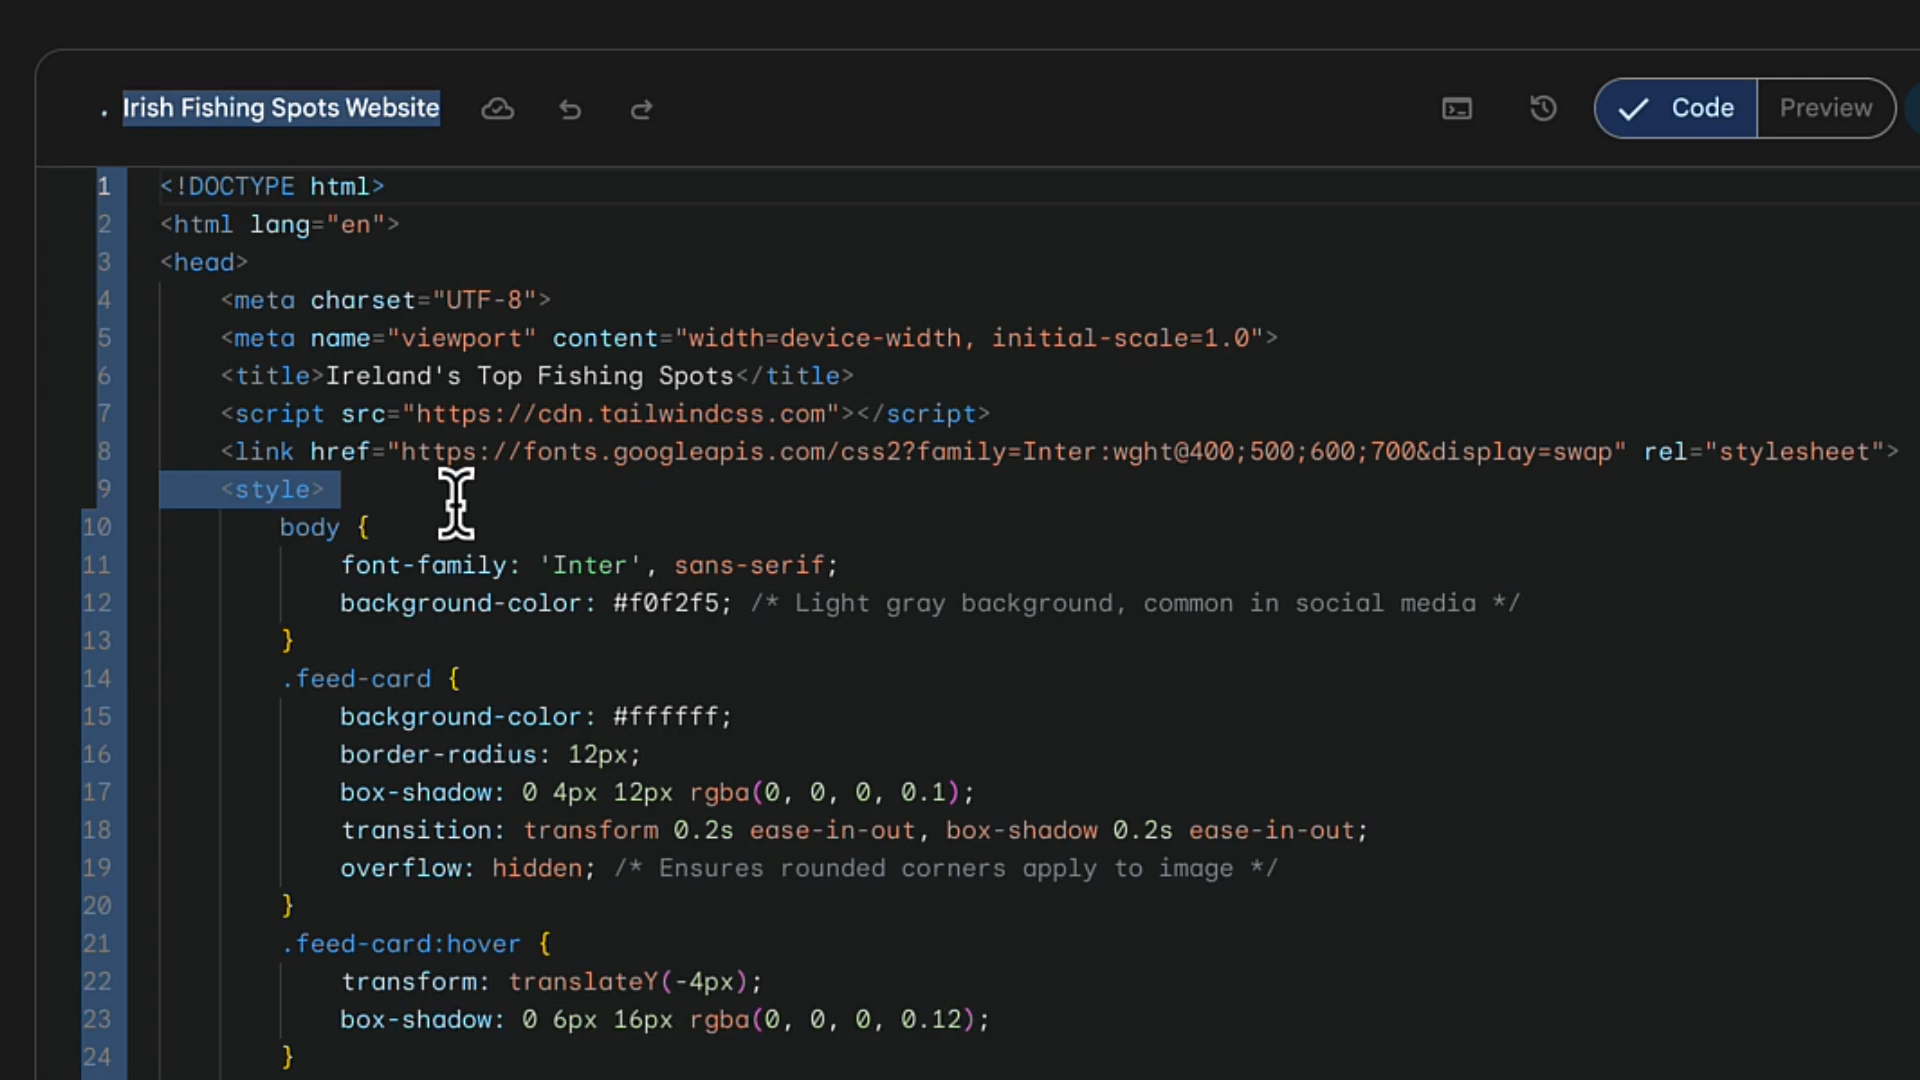 Irish Fishing Spots Website
Code
Preview
1 <!DOCTYPE html>
2 <html lang="en">
3 <head>
4     <meta charset="UTF-8">
5     <meta name="viewport" content="width=device-width, initial-scale=1.0">
6     <title>Ireland's Top Fishing Spots</title>
7     <script src="https://cdn.tailwindcss.com"></script>
8     <link href="https://fonts.googleapis.com/css2?family=Inter:wght@400;500;600;700&display=swap" rel="stylesheet">
9     <style>
10         body {
11             font-family: 'Inter', sans-serif;
12             background-color: #f0f2f5; /* Light gray background, common in social media */
13         }
14         .feed-card {
15             background-color: #ffffff;
16             border-radius: 12px;
17             box-shadow: 0 4px 12px rgba(0, 0, 0, 0.1);
18             transition: transform 0.2s ease-in-out, box-shadow 0.2s ease-in-out;
19             overflow: hidden; /* Ensures rounded corners apply to image */
20         }
21         .feed-card:hover {
22             transform: translateY(-4px);
23             box-shadow: 0 6px 16px rgba(0, 0, 0, 0.12);
24         }